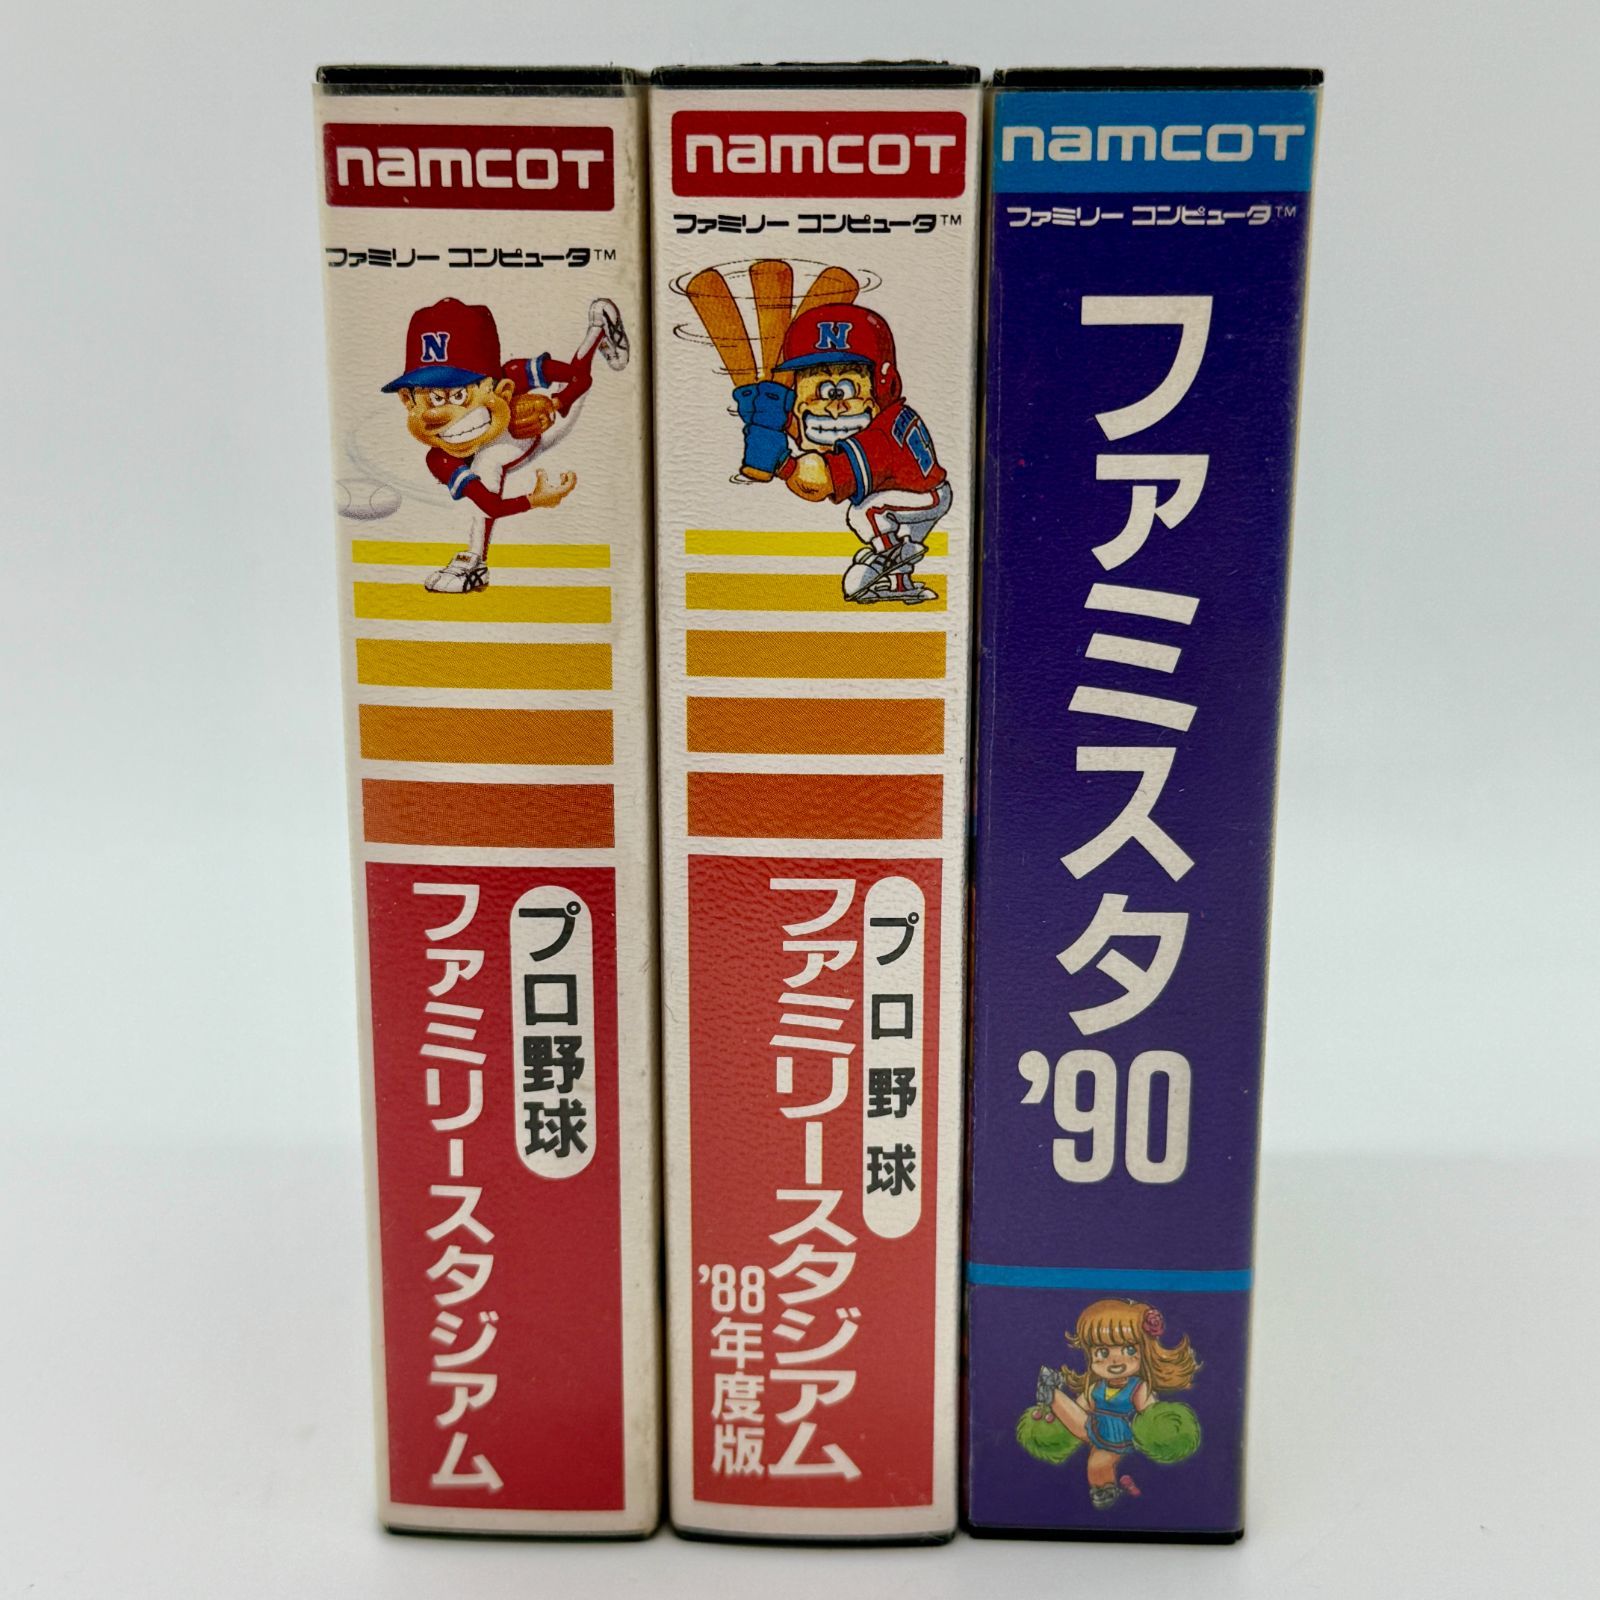 namcoT
ファミリー コンピュータ™
N
プロ野球
ファミリースタジアム
namcoT
ファミリー コンピュータ™
N
プロ野球
ファミリースタジアム
'88年度版
namcoT
ファミリー コンピュータ™
ファミスタ'90